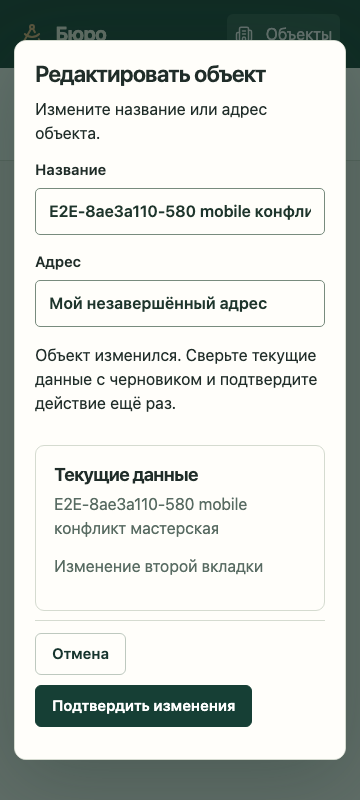 Бюро
Объекты
Редактировать объект
Измените название или адрес
объекта.
Название
E2E-8ae3a110-580 mobile конфли
Адрес
Мой незавершённый адрес
Объект изменился. Сверьте текущие
данные с черновиком и подтвердите
действие ещё раз.
Текущие данные
E2E-8ae3a110-580 mobile
конфликт мастерская
Изменение второй вкладки
Отмена
Подтвердить изменения